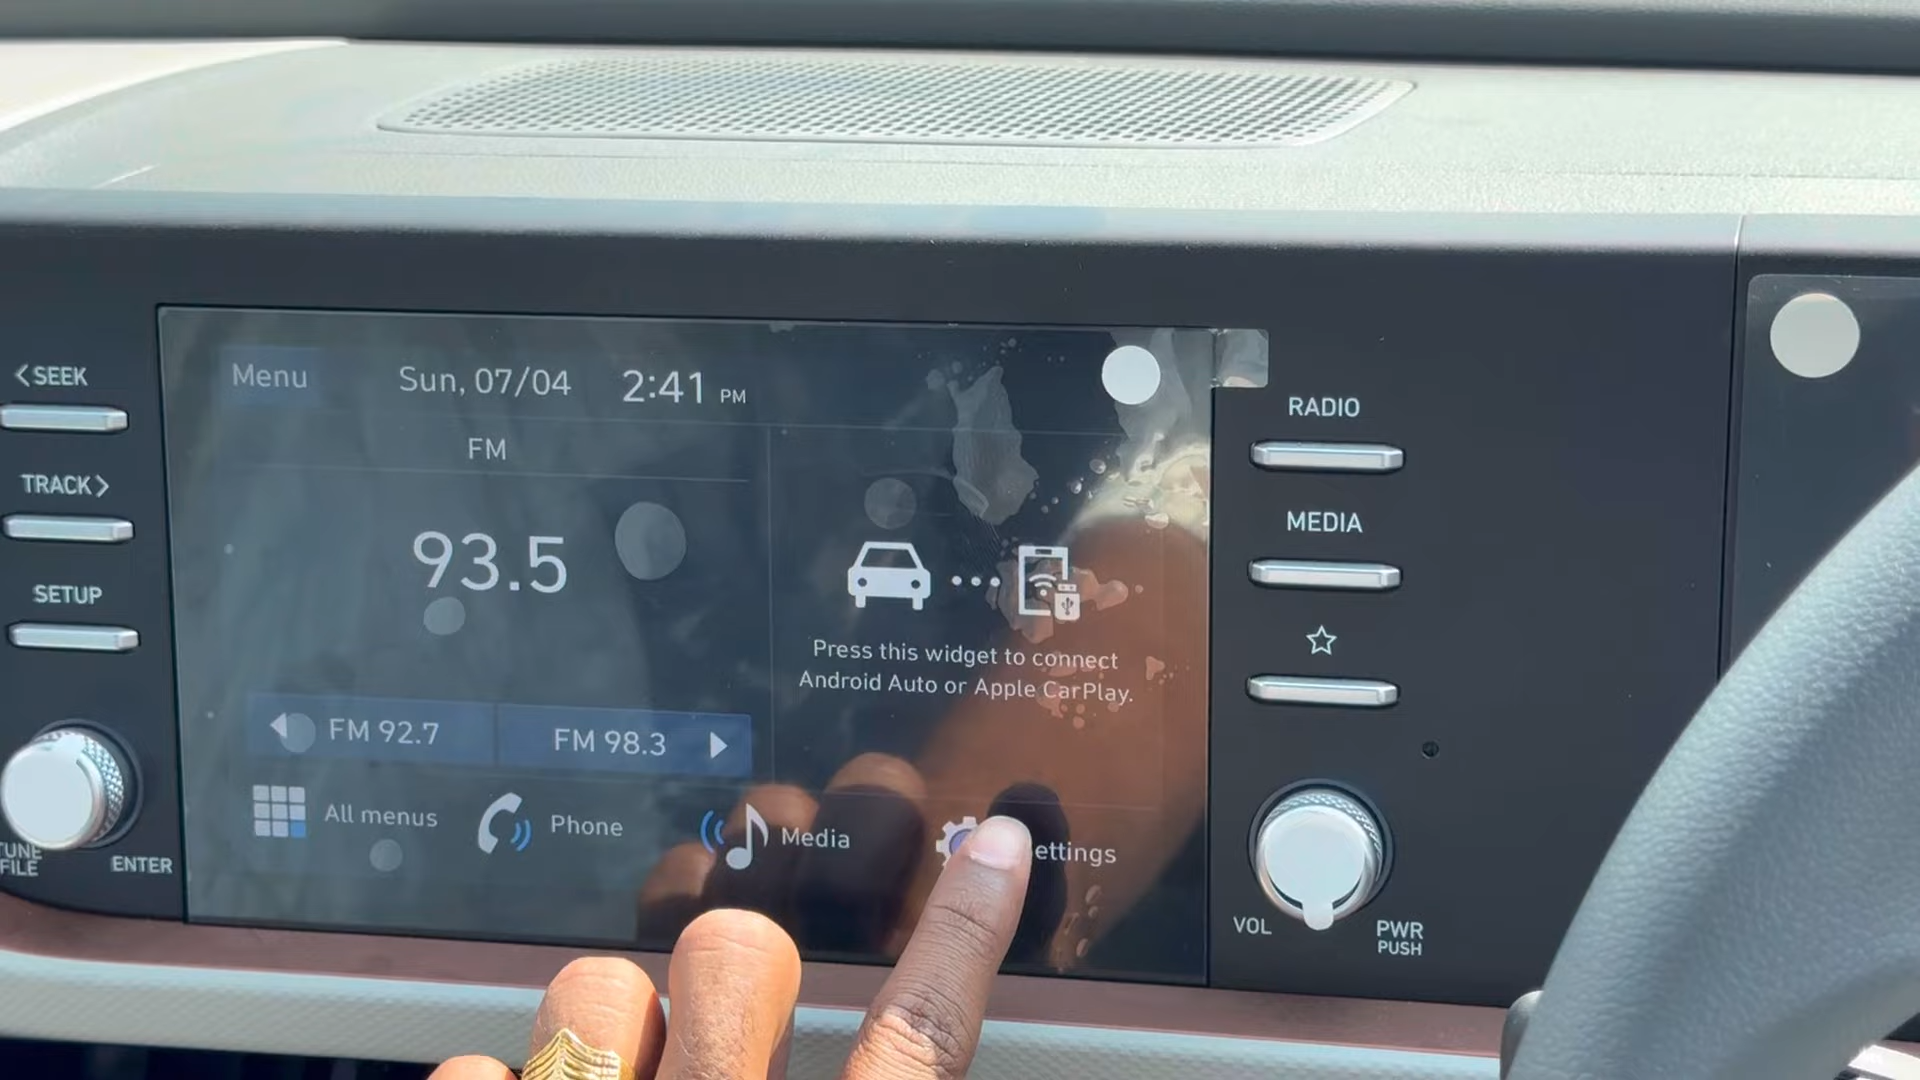 <SEEK
TRACK>
SETUP
TUNE
FILE
ENTER
Menu
Sun, 07/04
2:41 PM
FM
93.5
FM 92.7
FM 98.3
Press this widget to connect
Android Auto or Apple CarPlay.
All menus
Phone
Media
ettings
RADIO
MEDIA
VOL
PWR
PUSH